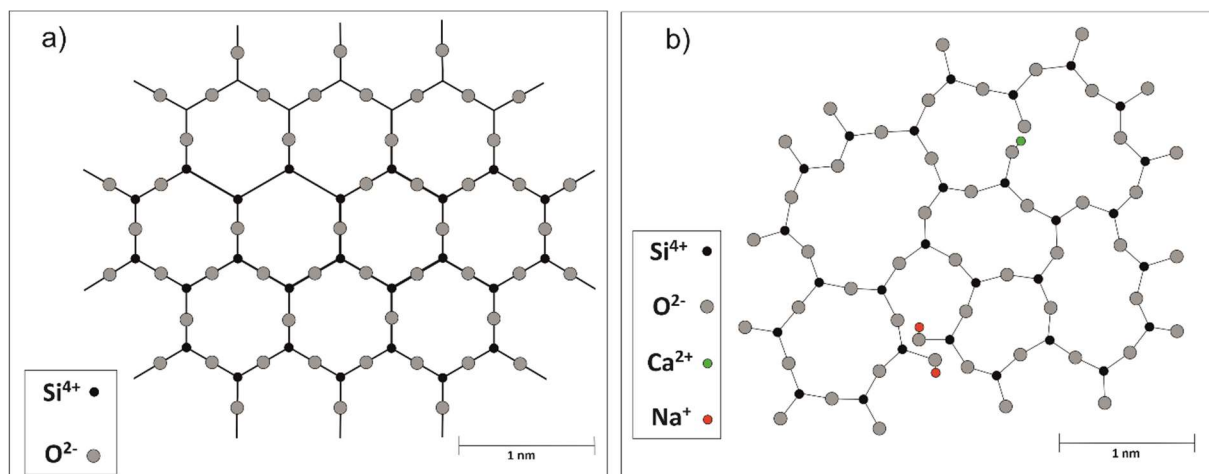 a)
Si⁴⁺
O²⁻
1 nm
b)
Si⁴⁺
O²⁻
Ca²⁺
Na⁺
1 nm